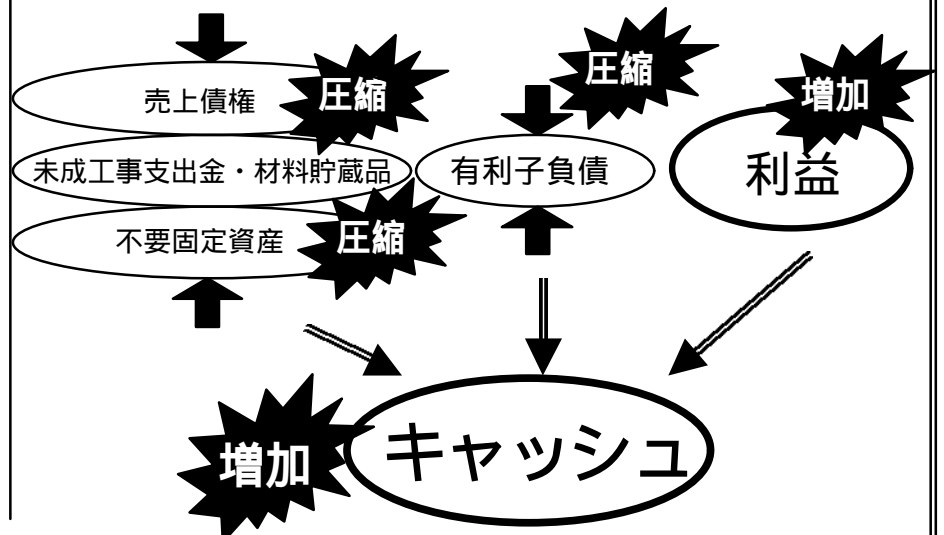 圧縮
圧縮
増加
売上債権
未成工事支出金・材料貯蔵品
有利子負債
利益
不要固定資産
圧縮
増加
キャッシュ